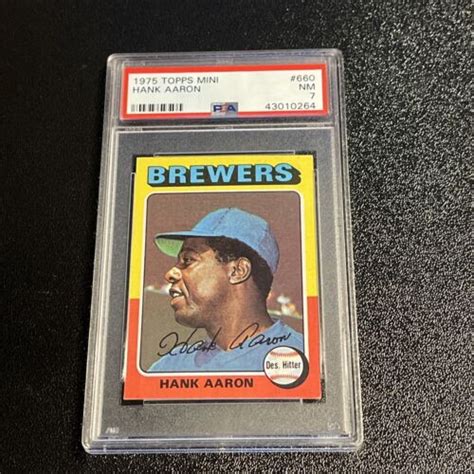 1975 TOPPS MINI #660
HANK AARON NM
PSA 7
43010264
BREWERS
Hank Aaron
Des. Hitter
HANK AARON